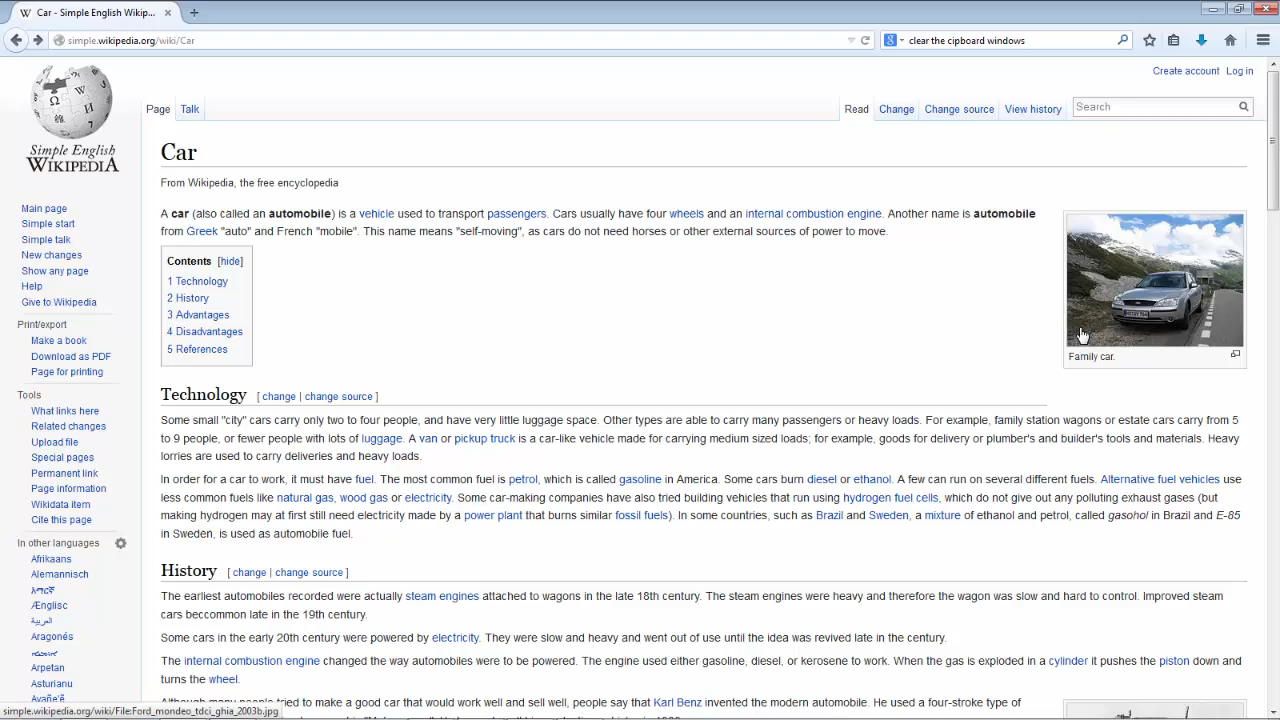 Car - Simple English Wikip...
simple.wikipedia.org/wiki/Car
clear the cipboard windows
Create account Log in
Page Talk
Read Change Change source View history
Search
Simple English
WIKIPEDIA
Main page
Simple start
Simple talk
New changes
Show any page
Help
Give to Wikipedia
Print/export
Make a book
Download as PDF
Page for printing
Tools
What links here
Related changes
Upload file
Special pages
Permanent link
Page information
Wikidata item
Cite this page
In other languages
Afrikaans
Alemannisch
አማርኛ
Ænglisc
العربية
Aragonés
Arpetan
Asturianu
Avañe'ẽ
Car
From Wikipedia, the free encyclopedia
A car (also called an automobile) is a vehicle used to transport passengers. Cars usually have four wheels and an internal combustion engine. Another name is automobile
from Greek "auto" and French "mobile". This name means "self-moving", as cars do not need horses or other external sources of power to move.
Contents [hide]
1 Technology
2 History
3 Advantages
4 Disadvantages
5 References
Family car.
Technology [ change | change source ]
Some small "city" cars carry only two to four people, and have very little luggage space. Other types are able to carry many passengers or heavy loads. For example, family station wagons or estate cars carry from 5
to 9 people, or fewer people with lots of luggage. A van or pickup truck is a car-like vehicle made for carrying medium sized loads; for example, goods for delivery or plumber's and builder's tools and materials. Heavy
lorries are used to carry deliveries and heavy loads.
In order for a car to work, it must have fuel. The most common fuel is petrol, which is called gasoline in America. Some cars burn diesel or ethanol. A few can run on several different fuels. Alternative fuel vehicles use
less common fuels like natural gas, wood gas or electricity. Some car-making companies have also tried building vehicles that run using hydrogen fuel cells, which do not give out any polluting exhaust gases (but
making hydrogen may at first still need electricity made by a power plant that burns similar fossil fuels). In some countries, such as Brazil and Sweden, a mixture of ethanol and petrol, called gasohol in Brazil and E-85
in Sweden, is used as automobile fuel.
History [ change | change source ]
The earliest automobiles recorded were actually steam engines attached to wagons in the late 18th century. The steam engines were heavy and therefore the wagon was slow and hard to control. Improved steam
cars beccommon late in the 19th century.
Some cars in the early 20th century were powered by electricity. They were slow and heavy and went out of use until the idea was revived late in the century.
The internal combustion engine changed the way automobiles were to be powered. The engine used either gasoline, diesel, or kerosene to work. When the gas is exploded in a cylinder it pushes the piston down and
turns the wheel.
Although many people tried to make a good car that would work well and sell well, people say that Karl Benz invented the modern automobile. He used a four-stroke type of
simple.wikipedia.org/wiki/File:Ford_mondeo_tdci_ghia_2003b.jpg